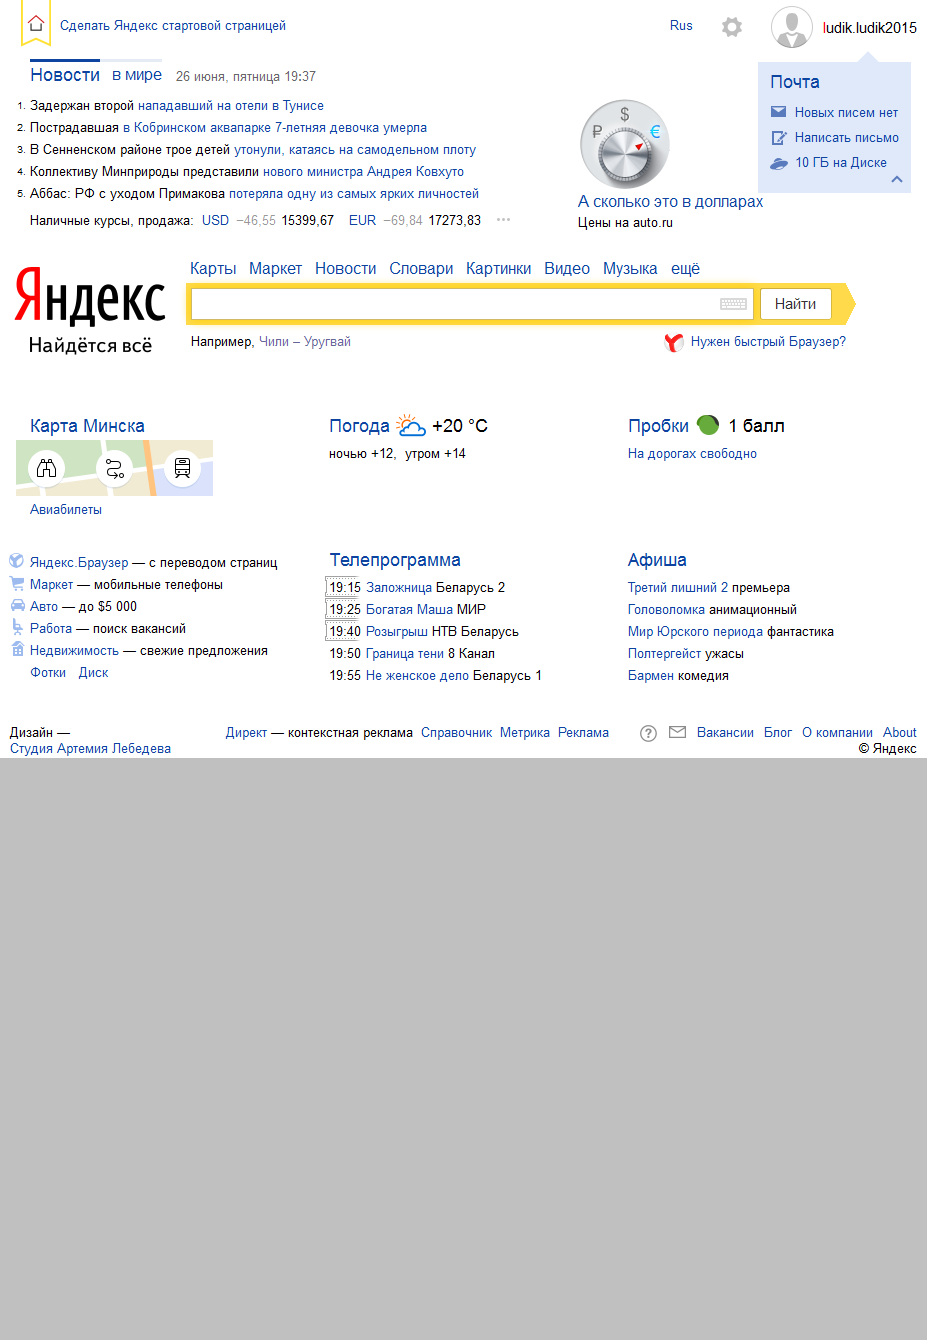 Сделать Яндекс стартовой страницей
Rus
ludik.ludik2015
Новости в мире 26 июня, пятница 19:37
1. Задержан второй нападавший на отели в Тунисе
2. Пострадавшая в Кобринском аквапарке 7-летняя девочка умерла
3. В Сенненском районе трое детей утонули, катаясь на самодельном плоту
4. Коллективу Минприроды представили нового министра Андрея Ковхуто
5. Аббас: РФ с уходом Примакова потеряла одну из самых ярких личностей
Наличные курсы, продажа: USD −46,55 15399,67 EUR −69,84 17273,83
₽ $ €
А сколько это в долларах
Цены на auto.ru
Почта
Новых писем нет
Написать письмо
10 ГБ на Диске
Карты Маркет Новости Словари Картинки Видео Музыка ещё
Яндекс
Найдётся всё
Найти
Например, Чили – Уругвай
Нужен быстрый Браузер?
Карта Минска
Авиабилеты
Погода +20 °C
ночью +12, утром +14
Пробки 1 балл
На дорогах свободно
Яндекс.Браузер — с переводом страниц
Маркет — мобильные телефоны
Авто — до $5 000
Работа — поиск вакансий
Недвижимость — свежие предложения
Фотки Диск
Телепрограмма
19:15 Заложница Беларусь 2
19:25 Богатая Маша МИР
19:40 Розыгрыш НТВ Беларусь
19:50 Граница тени 8 Канал
19:55 Не женское дело Беларусь 1
Афиша
Третий лишний 2 премьера
Головоломка анимационный
Мир Юрского периода фантастика
Полтергейст ужасы
Бармен комедия
Дизайн —
Студия Артемия Лебедева
Директ — контекстная реклама Справочник Метрика Реклама
? Вакансии Блог О компании About
© Яндекс